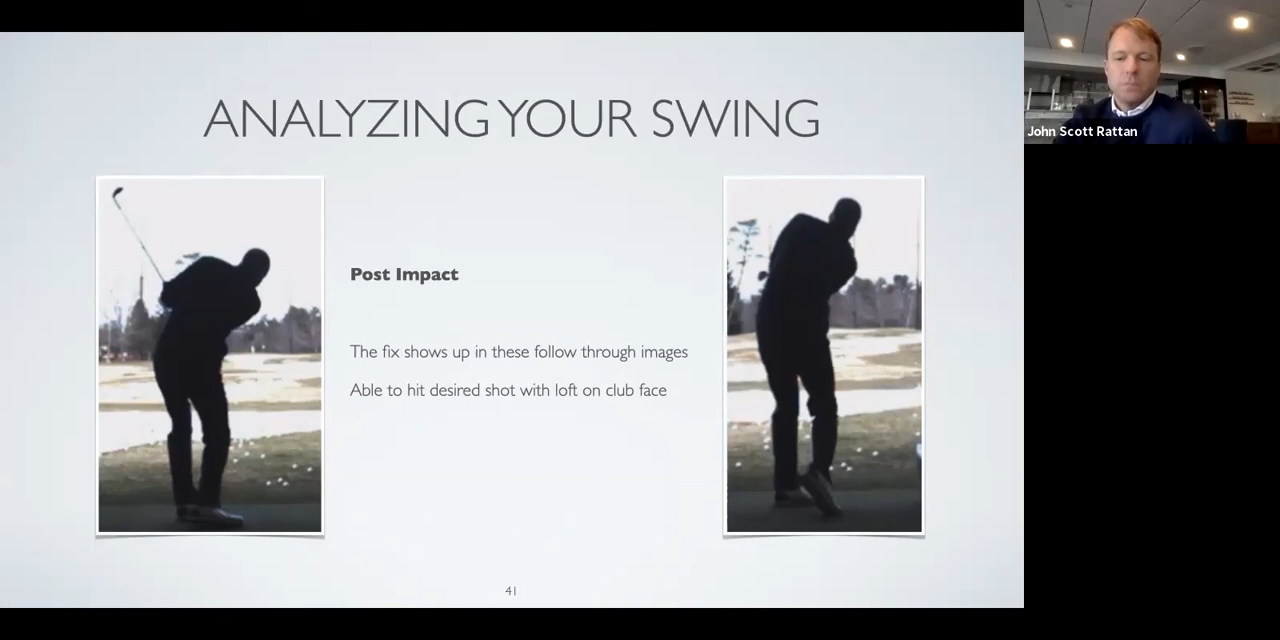 ANALYZING YOUR SWING
Post Impact
The fix shows up in these follow through images
Able to hit desired shot with loft on club face
41
John Scott Rattan